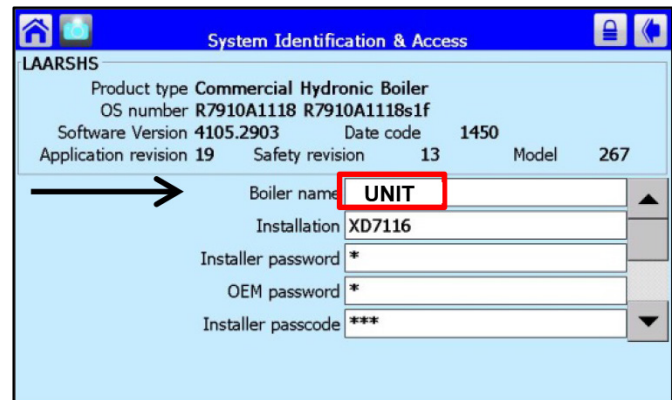 System Identification & Access
LAARSHS
Product type Commercial Hydronic Boiler
OS number R7910A1118 R7910A1118s1f
Software Version 4105.2903 Date code 1450
Application revision 19 Safety revision 13 Model 267
Boiler name UNIT
Installation XD7116
Installer password *
OEM password *
Installer passcode ***